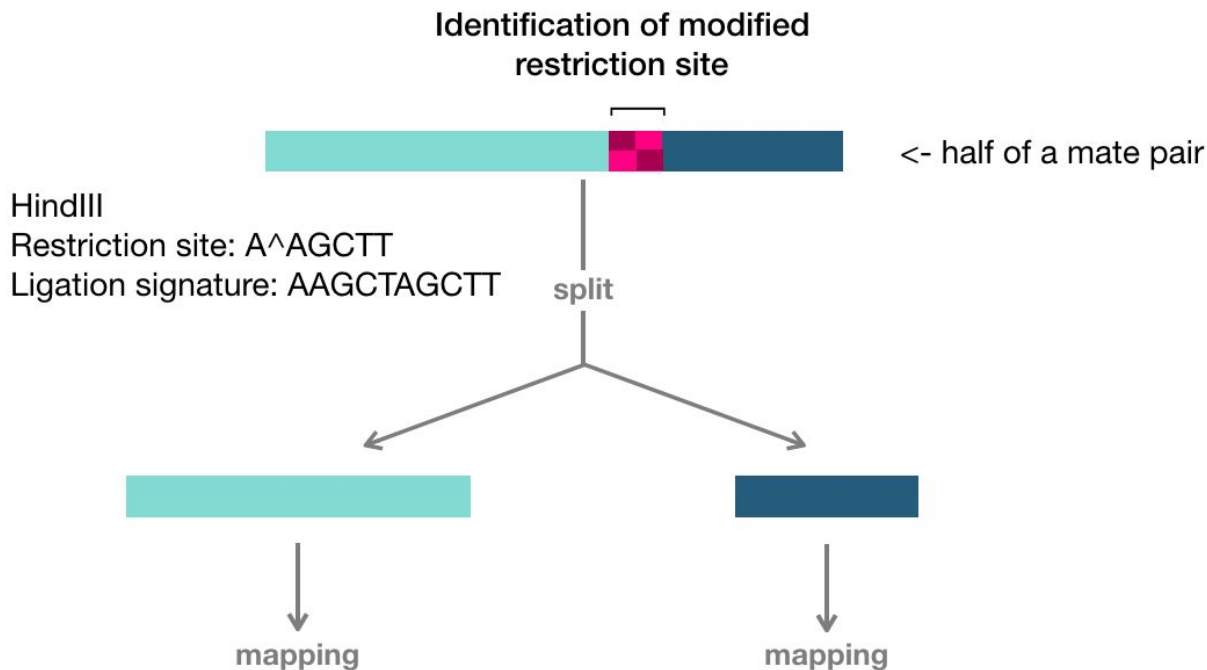 Identification of modified
restriction site
<- half of a mate pair
HindIII
Restriction site: A^AGCTT
Ligation signature: AAGCTAGCTT
split
mapping
mapping